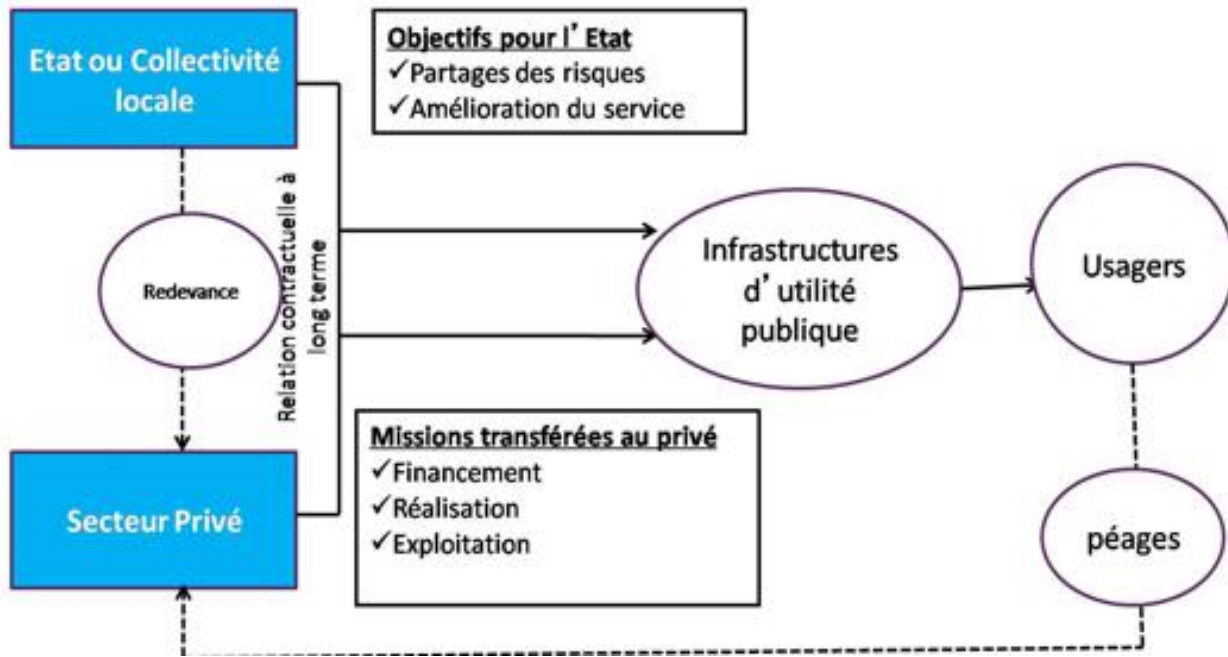 Etat ou Collectivité
locale
Objectifs pour l’ Etat
✓Partages des risques
✓Amélioration du service
Redevance
Relation contractuelle à
long terme
Infrastructures
d’ utilité
publique
Usagers
Missions transférées au privé
✓Financement
✓Réalisation
✓Exploitation
Secteur Privé
péages